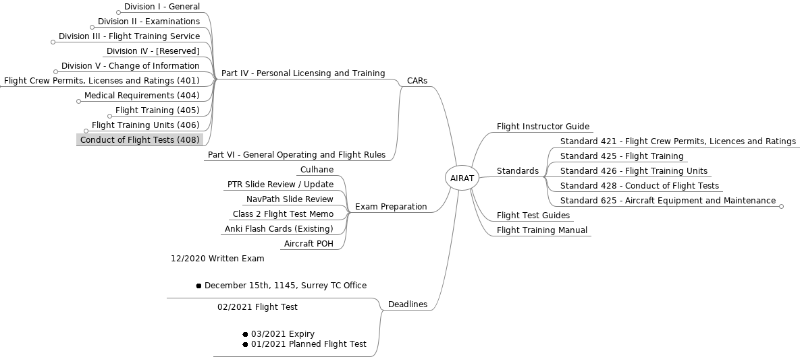 Division I - General
Division II - Examinations
Division III - Flight Training Service
Division IV - [Reserved]
Division V - Change of Information
Flight Crew Permits, Licenses and Ratings (401)
Medical Requirements (404)
Flight Training (405)
Flight Training Units (406)
Conduct of Flight Tests (408)
Part IV - Personal Licensing and Training
CARs
Part VI - General Operating and Flight Rules
Culhane
PTR Slide Review / Update
NavPath Slide Review
Class 2 Flight Test Memo
Anki Flash Cards (Existing)
Aircraft POH
Exam Preparation
12/2020 Written Exam
December 15th, 1145, Surrey TC Office
02/2021 Flight Test
03/2021 Expiry
01/2021 Planned Flight Test
Deadlines
AIRAT
Flight Instructor Guide
Standards
Standard 421 - Flight Crew Permits, Licences and Ratings
Standard 425 - Flight Training
Standard 426 - Flight Training Units
Standard 428 - Conduct of Flight Tests
Standard 625 - Aircraft Equipment and Maintenance
Flight Test Guides
Flight Training Manual